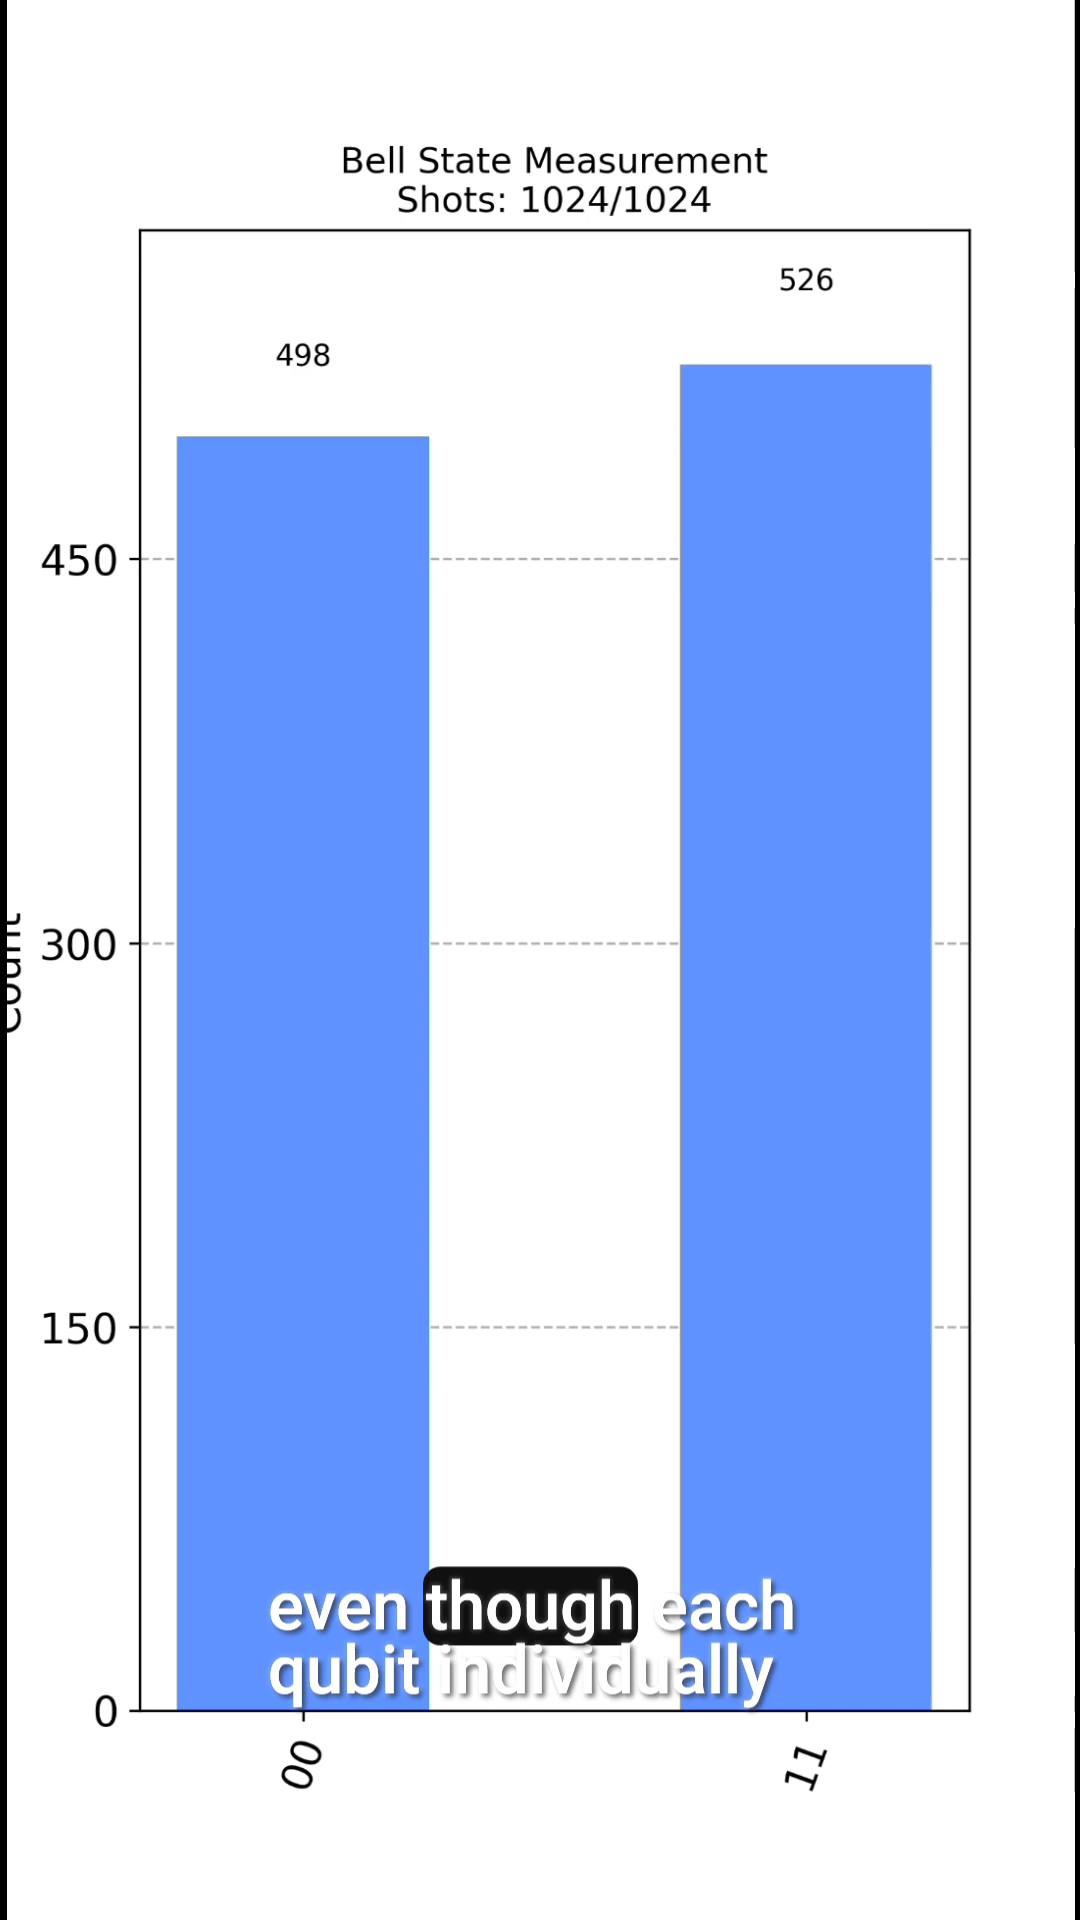 Bell State Measurement
Shots: 1024/1024
526
498
450
Count
300
150
0
even though each
qubit individually
00
11